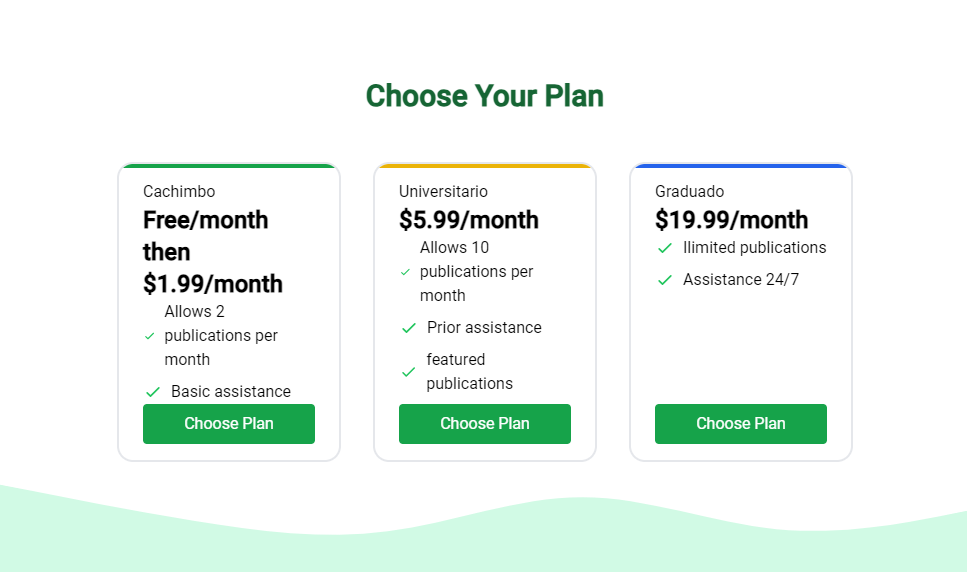 Choose Your Plan
Cachimbo
Free/month
then
$1.99/month
Allows 2
publications per
month
Basic assistance
Choose Plan
Universitario
$5.99/month
Allows 10
publications per
month
Prior assistance
featured
publications
Choose Plan
Graduado
$19.99/month
Ilimited publications
Assistance 24/7
Choose Plan